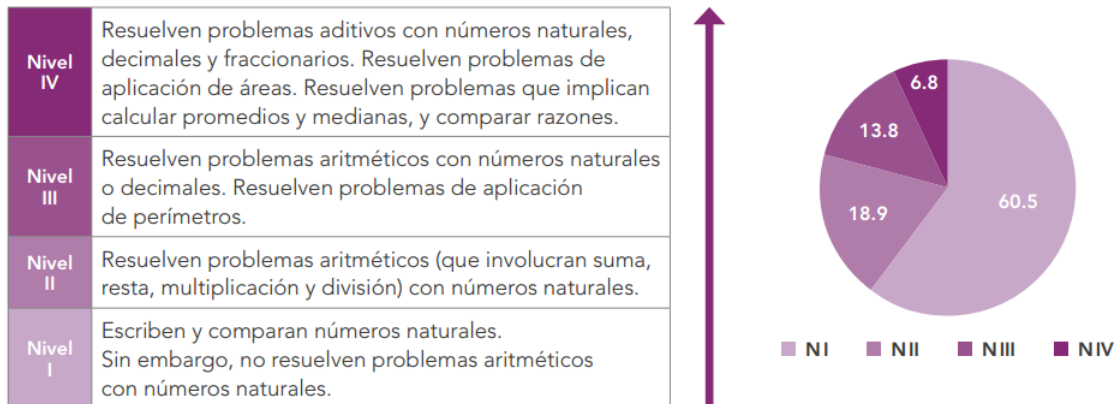 Nivel
IV
Resuelven problemas aditivos con números naturales,
decimales y fraccionarios. Resuelven problemas de
aplicación de áreas. Resuelven problemas que implican
calcular promedios y medianas, y comparar razones.
Nivel
III
Resuelven problemas aritméticos con números naturales
o decimales. Resuelven problemas de aplicación
de perímetros.
Nivel
II
Resuelven problemas aritméticos (que involucran suma,
resta, multiplicación y división) con números naturales.
Nivel
I
Escriben y comparan números naturales.
Sin embargo, no resuelven problemas aritméticos
con números naturales.
6.8
13.8
18.9
60.5
NI NII NIII NIV